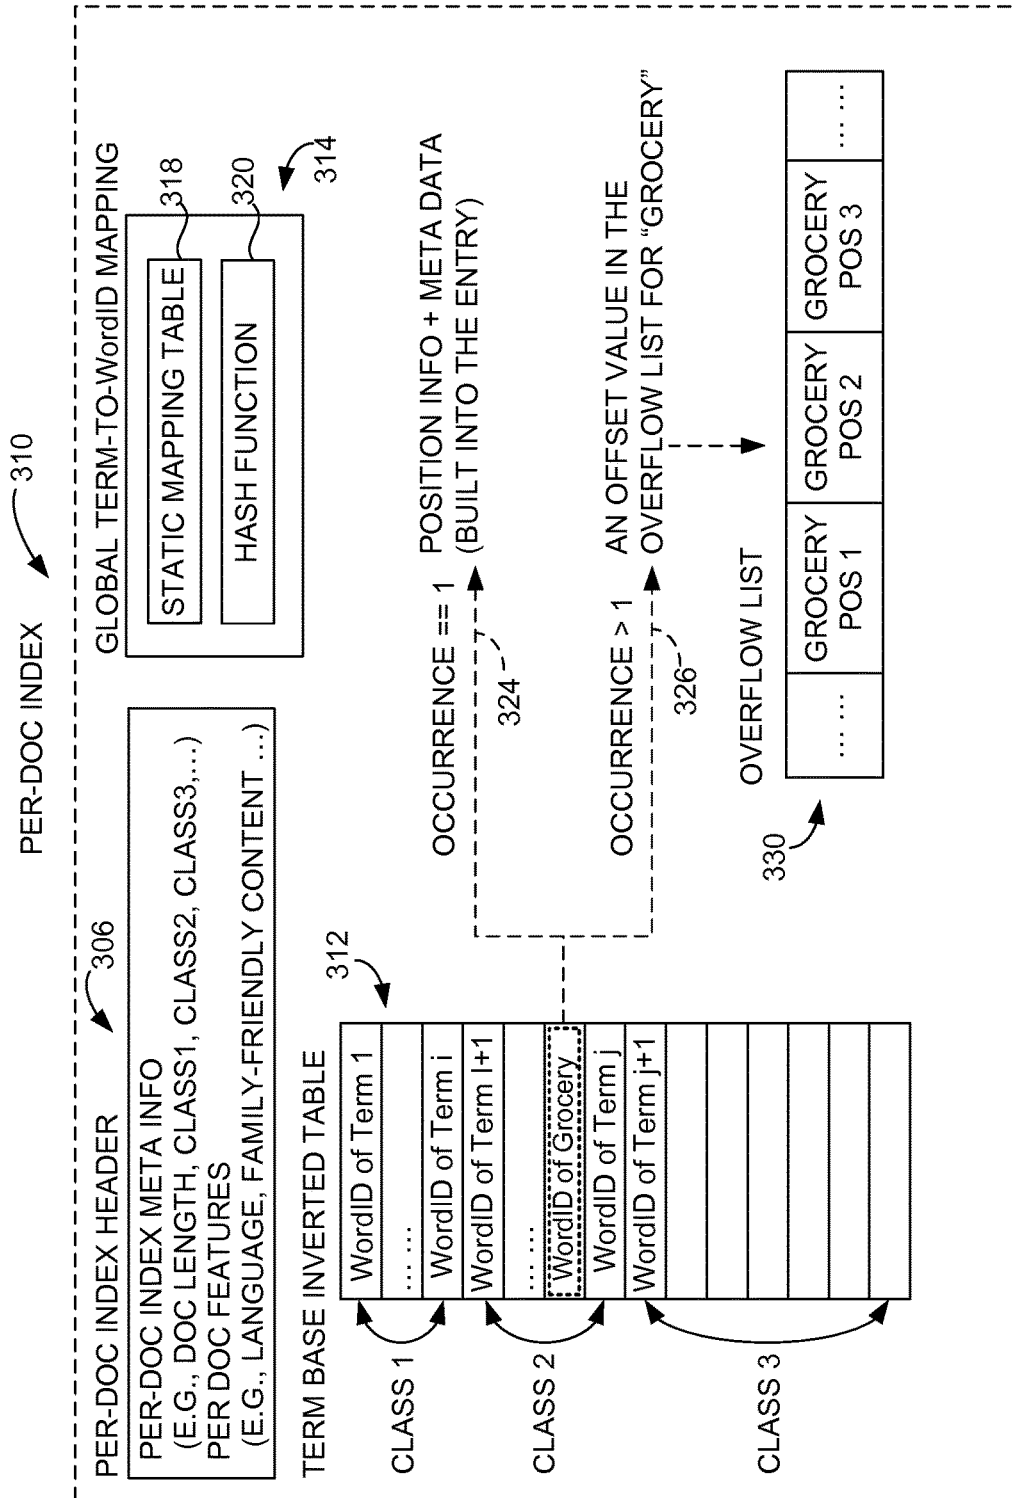 PER-DOC INDEX
310
PER-DOC INDEX HEADER
306
PER-DOC INDEX META INFO
(E.G., DOC LENGTH, CLASS1, CLASS2, CLASS3,…)
PER DOC FEATURES
(E.G., LANGUAGE, FAMILY-FRIENDLY CONTENT …)
GLOBAL TERM-TO-WordID MAPPING
STATIC MAPPING TABLE
318
HASH FUNCTION
320
314
TERM BASE INVERTED TABLE
312
WordID of Term 1
... ...
WordID of Term i
WordID of Term I+1
... ...
WordID of Grocery
WordID of Term j
WordID of Term j+1
CLASS 1
CLASS 2
CLASS 3
OCCURRENCE == 1
324
POSITION INFO + META DATA
(BUILT INTO THE ENTRY)
OCCURRENCE > 1
326
AN OFFSET VALUE IN THE
OVERFLOW LIST FOR “GROCERY”
OVERFLOW LIST
330
... ...
GROCERY
POS 1
GROCERY
POS 2
GROCERY
POS 3
... ...